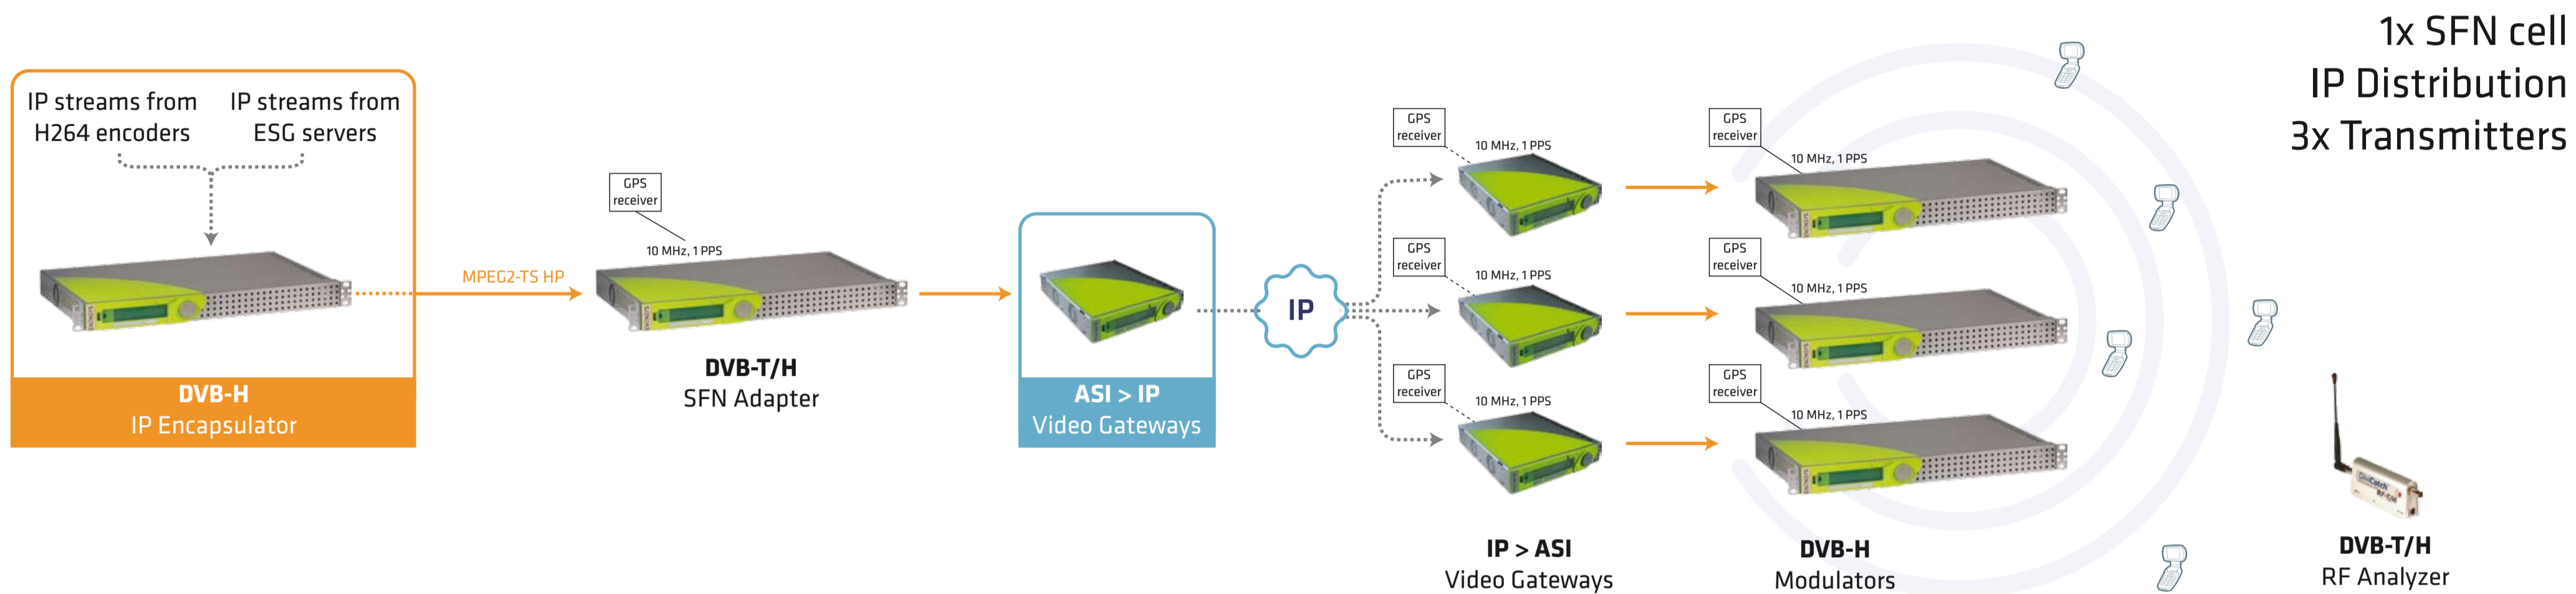 1x SFN cell
IP Distribution
3x Transmitters
IP streams from
H264 encoders
IP streams from
ESG servers
DVB-H
IP Encapsulator
MPEG2-TS HP
GPS
receiver
10 MHz, 1 PPS
DVB-T/H
SFN Adapter
ASI > IP
Video Gateways
IP
GPS
receiver
10 MHz, 1 PPS
GPS
receiver
10 MHz, 1 PPS
GPS
receiver
10 MHz, 1 PPS
IP > ASI
Video Gateways
GPS
receiver
10 MHz, 1 PPS
GPS
receiver
10 MHz, 1 PPS
GPS
receiver
10 MHz, 1 PPS
DVB-H
Modulators
DiviCatch
RF-T/H
DVB-T/H
RF Analyzer